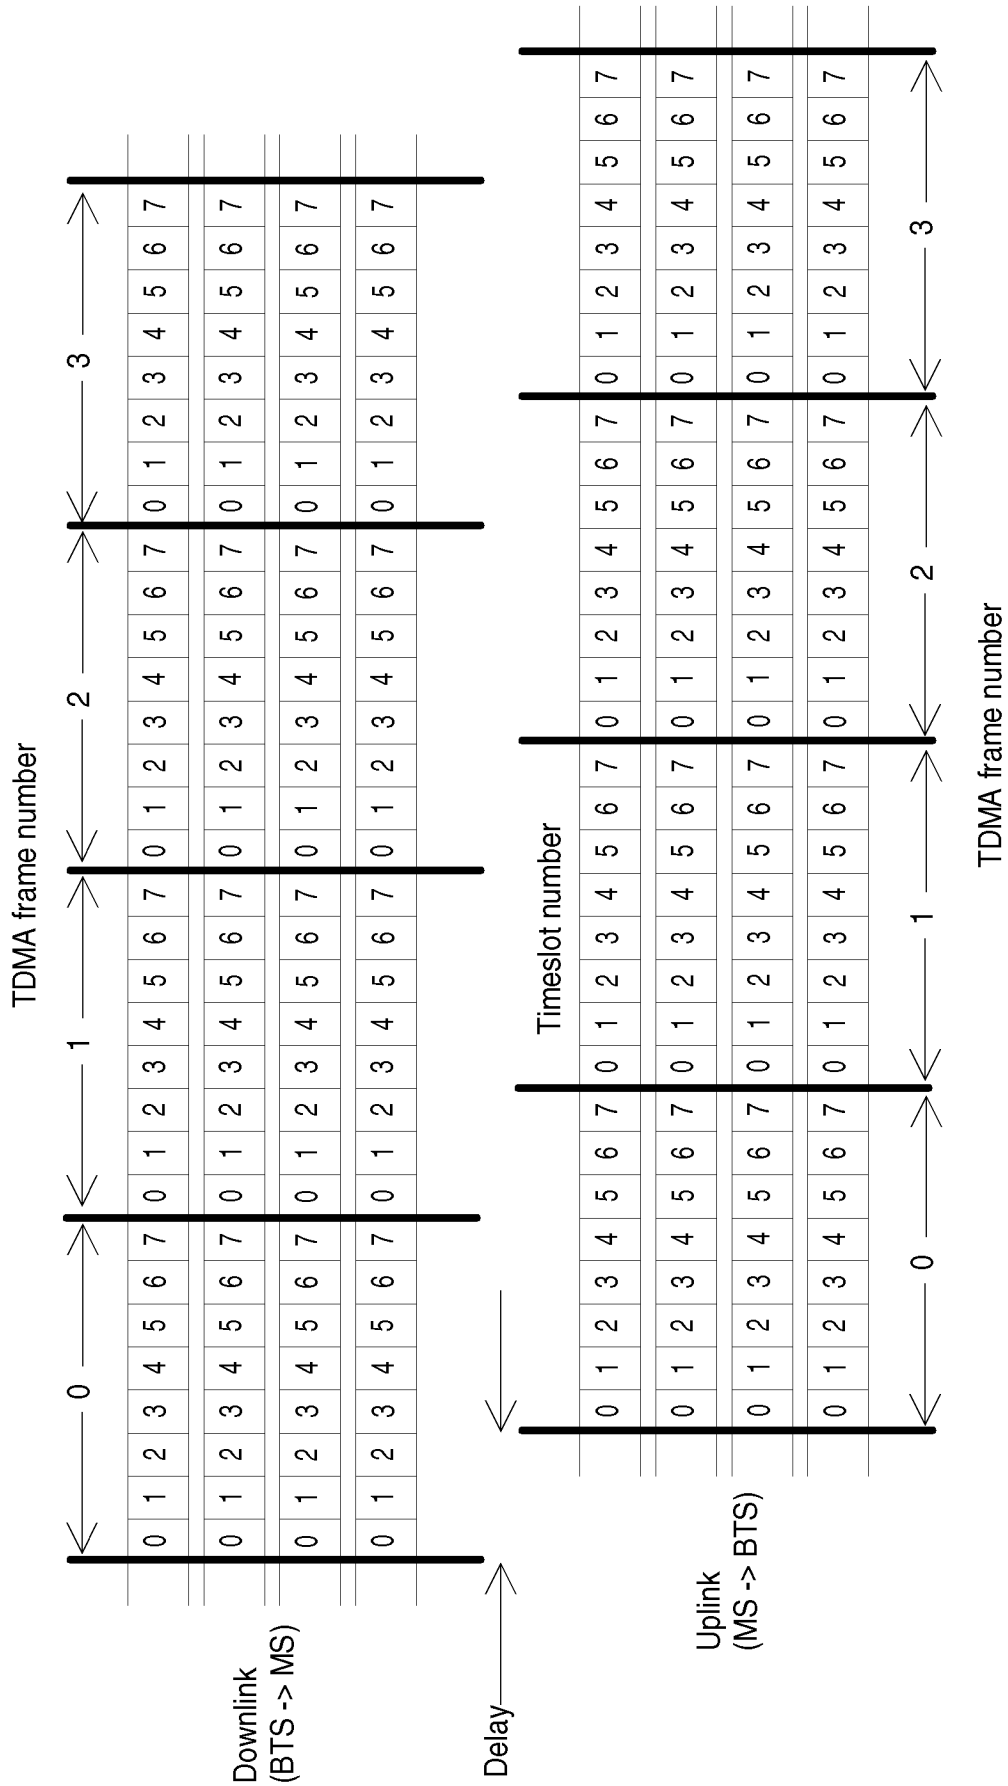 TDMA frame number
0 1 2 3
0 1 2 3 4 5 6 7 0 1 2 3 4 5 6 7 0 1 2 3 4 5 6 7 0 1 2 3 4 5 6 7
0 1 2 3 4 5 6 7 0 1 2 3 4 5 6 7 0 1 2 3 4 5 6 7 0 1 2 3 4 5 6 7
Downlink
(BTS -> MS)
0 1 2 3 4 5 6 7 0 1 2 3 4 5 6 7 0 1 2 3 4 5 6 7 0 1 2 3 4 5 6 7
0 1 2 3 4 5 6 7 0 1 2 3 4 5 6 7 0 1 2 3 4 5 6 7 0 1 2 3 4 5 6 7
Delay
Timeslot number
0 1 2 3 4 5 6 7 0 1 2 3 4 5 6 7 0 1 2 3 4 5 6 7 0 1 2 3 4 5 6 7
0 1 2 3 4 5 6 7 0 1 2 3 4 5 6 7 0 1 2 3 4 5 6 7 0 1 2 3 4 5 6 7
Uplink
(MS -> BTS)
0 1 2 3 4 5 6 7 0 1 2 3 4 5 6 7 0 1 2 3 4 5 6 7 0 1 2 3 4 5 6 7
0 1 2 3 4 5 6 7 0 1 2 3 4 5 6 7 0 1 2 3 4 5 6 7 0 1 2 3 4 5 6 7
0 1 2 3
TDMA frame number